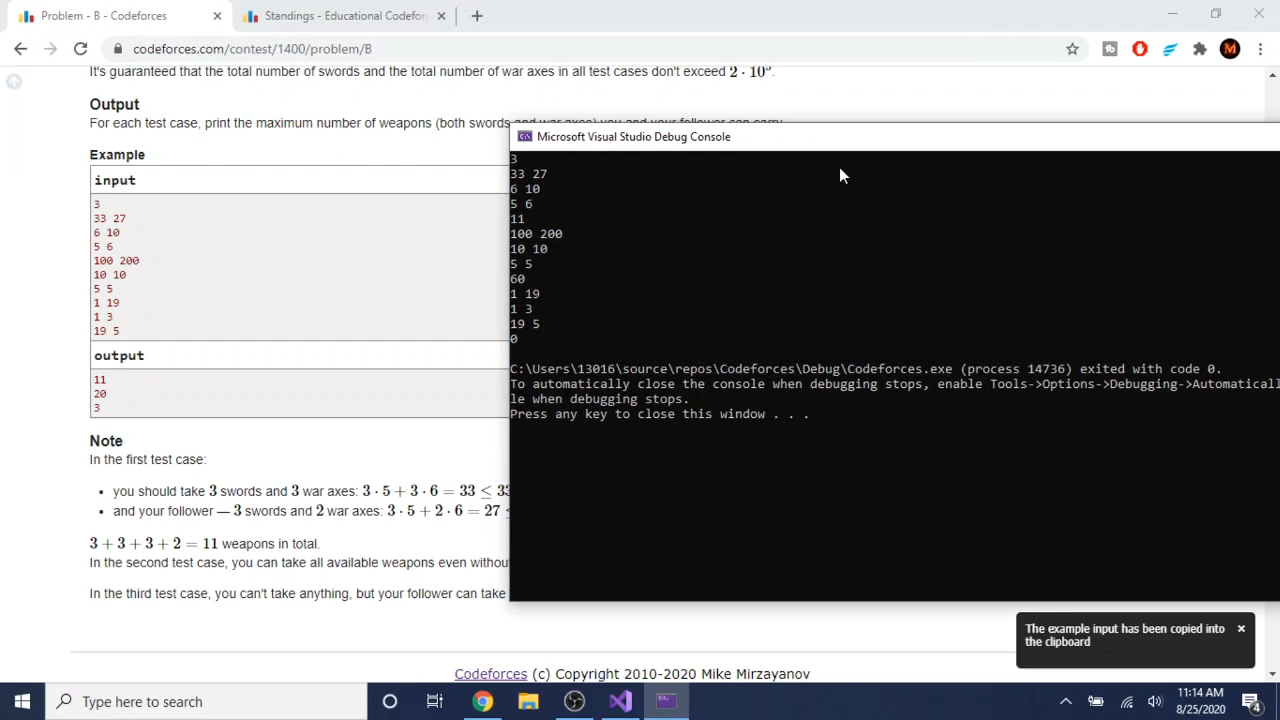 Problem - B - Codeforces
Standings - Educational Codefor
codeforces.com/contest/1400/problem/B
It's guaranteed that the total number of swords and the total number of war axes in all test cases don't exceed 2 · 10⁵.
Output
For each test case, print the maximum number of weapons (both swords and war axes) you and your follower can carry.
Example
input
3
33 27
6 10
5 6
100 200
10 10
5 5
1 19
1 3
19 5
output
11
20
3
Note
In the first test case:
you should take 3 swords and 3 war axes: 3 · 5 + 3 · 6 = 33 ≤ 33
and your follower — 3 swords and 2 war axes: 3 · 5 + 2 · 6 = 27 ≤
3 + 3 + 3 + 2 = 11 weapons in total.
In the second test case, you can take all available weapons even without
In the third test case, you can't take anything, but your follower can take
Codeforces (c) Copyright 2010-2020 Mike Mirzayanov
Microsoft Visual Studio Debug Console
3
33 27
6 10
5 6
11
100 200
10 10
5 5
60
1 19
1 3
19 5
0
C:\Users\13016\source\repos\Codeforces\Debug\Codeforces.exe (process 14736) exited with code 0.
To automatically close the console when debugging stops, enable Tools->Options->Debugging->Automaticall
le when debugging stops.
Press any key to close this window . . .
The example input has been copied into
the clipboard
Type here to search
11:14 AM
8/25/2020
4